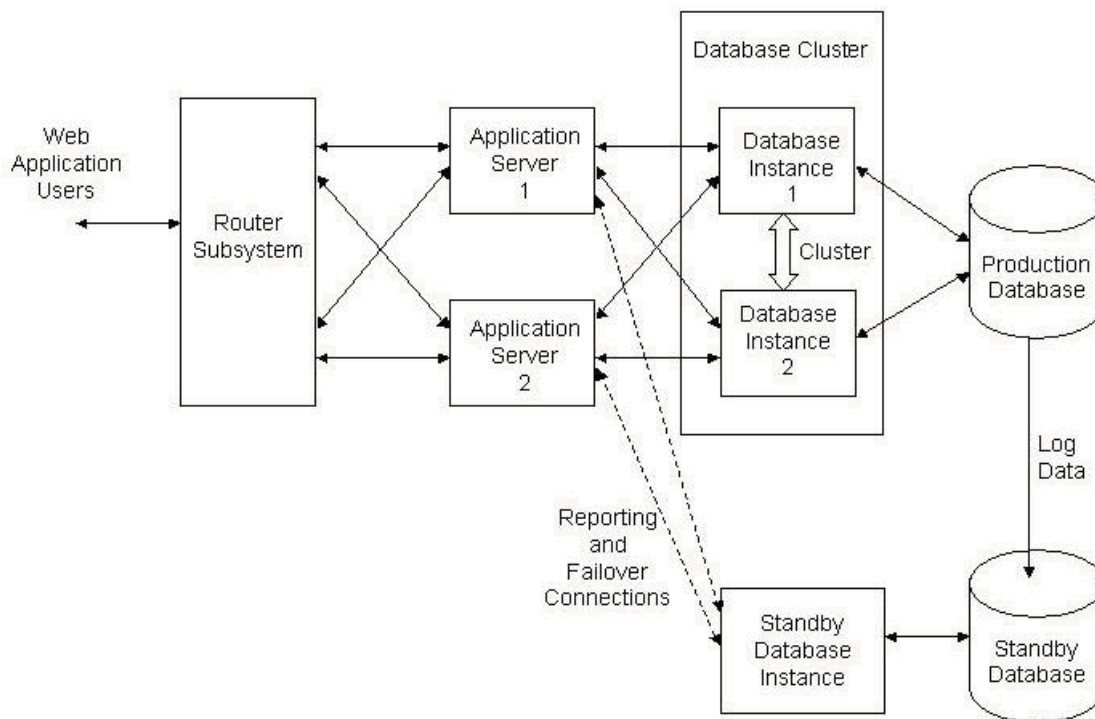 Database Cluster
Web
Application
Users
Router
Subsystem
Application
Server
1
Database
Instance
1
Cluster
Production
Database
Application
Server
2
Database
Instance
2
Log
Data
Reporting
and
Failover
Connections
Standby
Database
Instance
Standby
Database